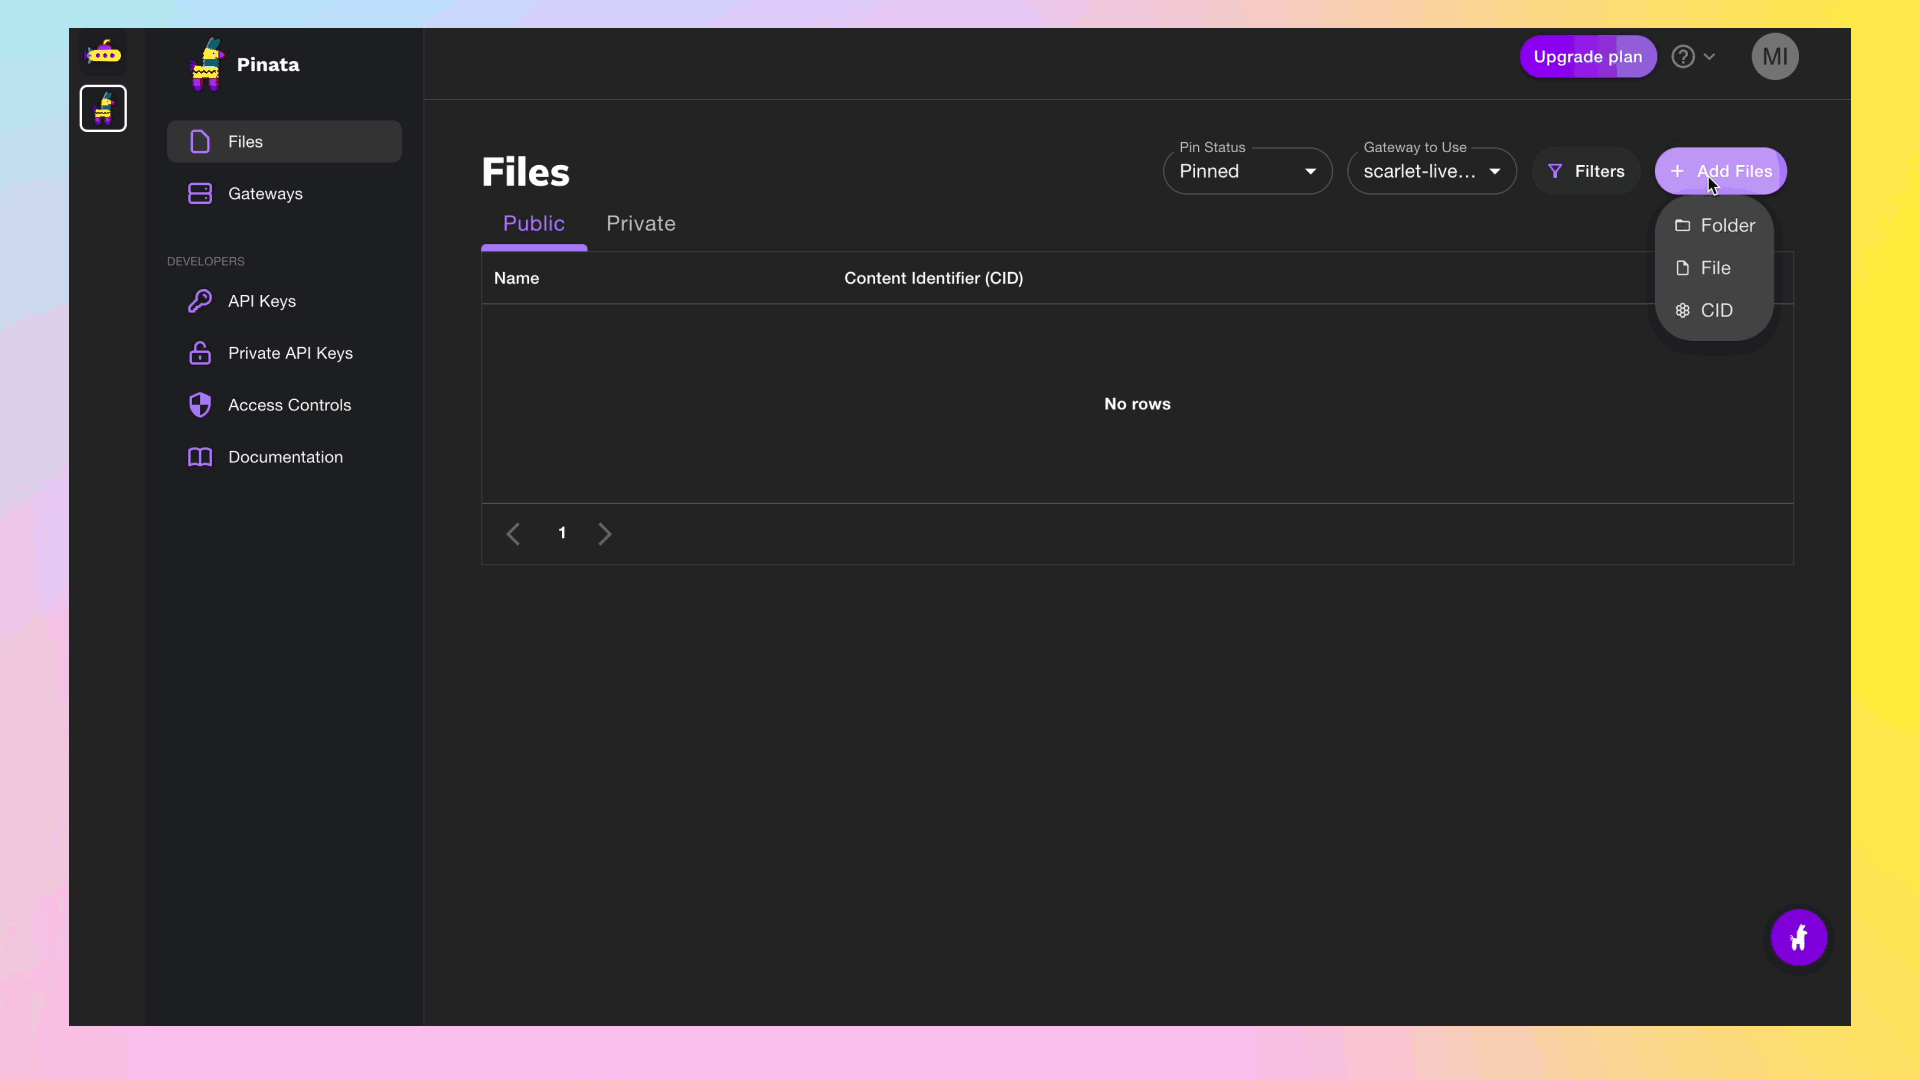 Pinata
Files
Gateways
DEVELOPERS
API Keys
Private API Keys
Access Controls
Documentation
Upgrade plan
MI
Files
Pin Status
Pinned
Gateway to Use
scarlet-live...
Filters
+ Add Files
Folder
File
CID
Public
Private
Name
Content Identifier (CID)
No rows
1